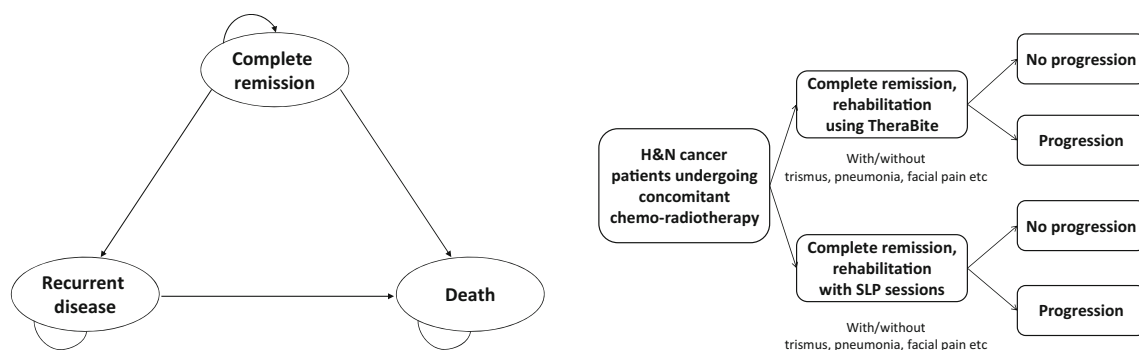 Complete
remission
Recurrent
disease
Death
H&N cancer
patients undergoing
concomitant
chemo-radiotherapy
Complete remission,
rehabilitation
using TheraBite
With/without
trismus, pneumonia, facial pain etc
No progression
Progression
Complete remission,
rehabilitation
with SLP sessions
With/without
trismus, pneumonia, facial pain etc
No progression
Progression